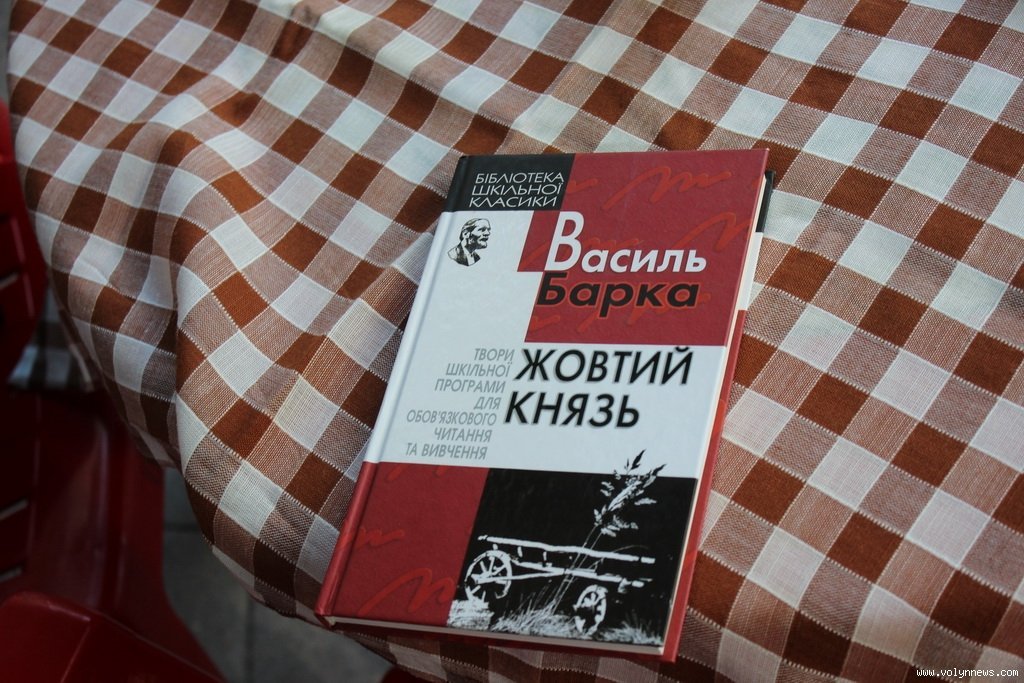 БІБЛІОТЕКА
ШКІЛЬНОЇ
КЛАСИКИ
Василь
Барка
ЖОВТИЙ
КНЯЗЬ
ТВОРИ
ШКІЛЬНОЇ
ПРОГРАМИ
ДЛЯ
ОБОВ'ЯЗКОВОГО
ЧИТАННЯ
ТА ВИВЧЕННЯ
www.volynnews.com